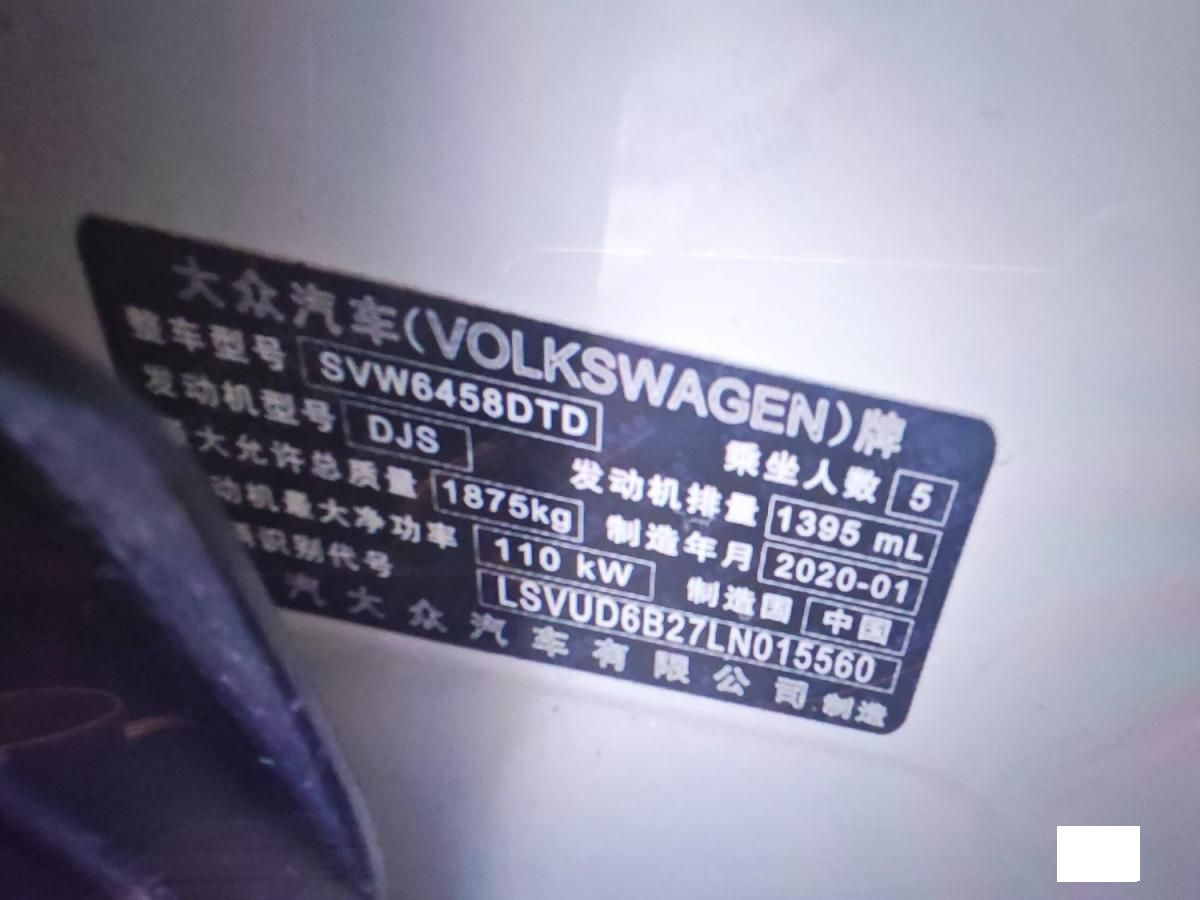 大众汽车(VOLKSWAGEN)牌
整车型号 SVW6458DTD 乘坐人数 5
发动机型号 DJS 发动机排量 1395 mL
最大允许总质量 1875kg 制造年月 2020-01
动机最大净功率 110 kW 制造国 中国
识别代号 LSVUD6B27LN015560
汽大众汽车有限公司 制造